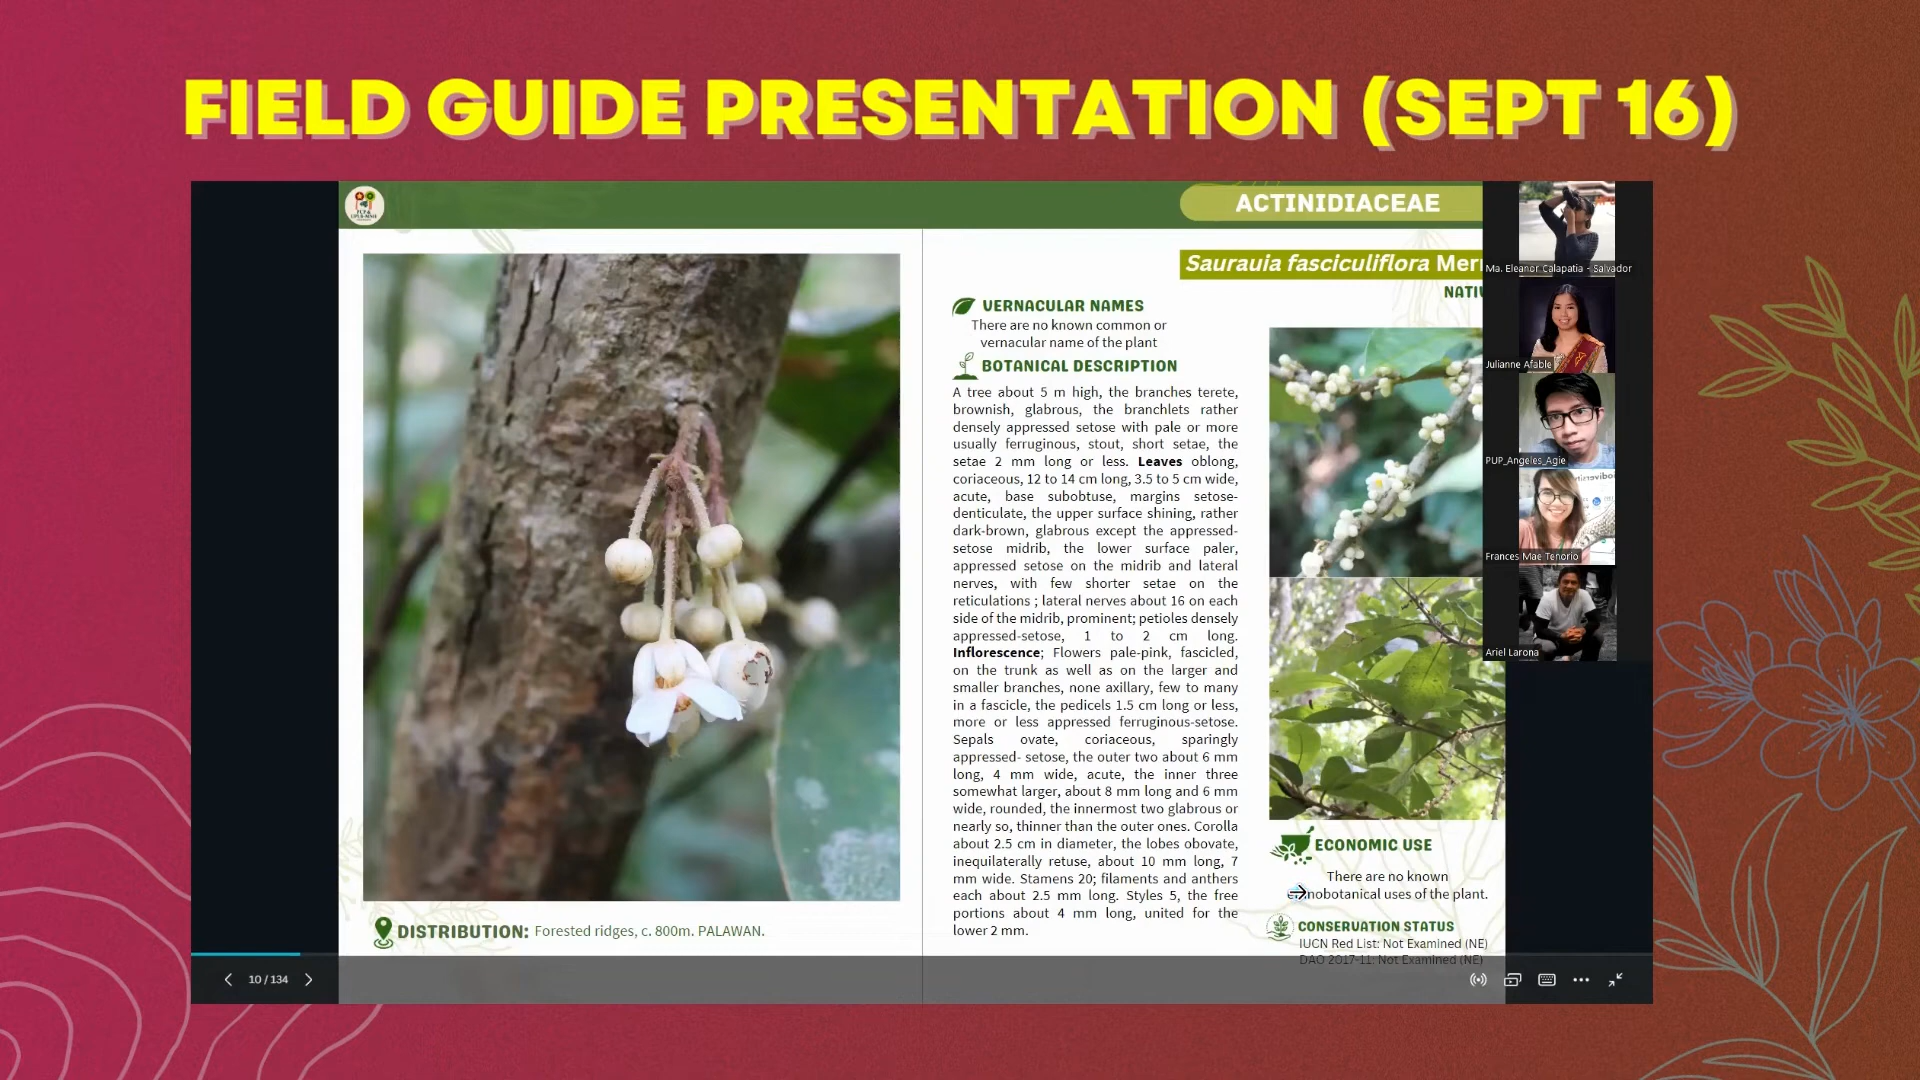 FIELD GUIDE PRESENTATION (SEPT 16)
ACTINIDIACEAE
Saurauia fasciculiflora Merr
VERNACULAR NAMES
There are no known common or
vernacular name of the plant
BOTANICAL DESCRIPTION
A tree about 5 m high, the branches terete,
brownish, glabrous, the branchlets rather
densely appressed setose with pale or more
usually ferruginous, stout, short setae, the
setae 2 mm long or less. Leaves oblong,
coriaceous, 12 to 14 cm long, 3.5 to 5 cm wide,
acute, base subobtuse, margins setose-
denticulate, the upper surface shining, rather
dark-brown, glabrous except the appressed-
setose midrib, the lower surface paler,
appressed setose on the midrib and lateral
nerves, with few shorter setae on the
reticulations ; lateral nerves about 16 on each
side of the midrib, prominent; petioles densely
appressed-setose, 1 to 2 cm long.
Inflorescence; Flowers pale-pink, fascicled,
on the trunk as well as on the larger and
smaller branches, none axillary, few to many
in a fascicle, the pedicels 1.5 cm long or less,
more or less appressed ferruginous-setose.
Sepals ovate, coriaceous, sparingly
appressed- setose, the outer two about 6 mm
long, 4 mm wide, acute, the inner three
somewhat larger, about 8 mm long and 6 mm
wide, rounded, the innermost two glabrous or
nearly so, thinner than the outer ones. Corolla
about 2.5 cm in diameter, the lobes obovate,
inequilaterally retuse, about 10 mm long, 7
mm wide. Stamens 20; filaments and anthers
each about 2.5 mm long. Styles 5, the free
portions about 4 mm long, united for the
lower 2 mm.
DISTRIBUTION: Forested ridges, c. 800m. PALAWAN.
ECONOMIC USE
There are no known
nobotanical uses of the plant.
CONSERVATION STATUS
IUCN Red List: Not Examined (NE)
DAO 2017-11: Not Examined (NE)
Ma. Eleanor Calapatia - Salvador
Julianne Afable
PUP_Angeles_Agie
Frances Mae Tenorio
Ariel Larona
10 / 134